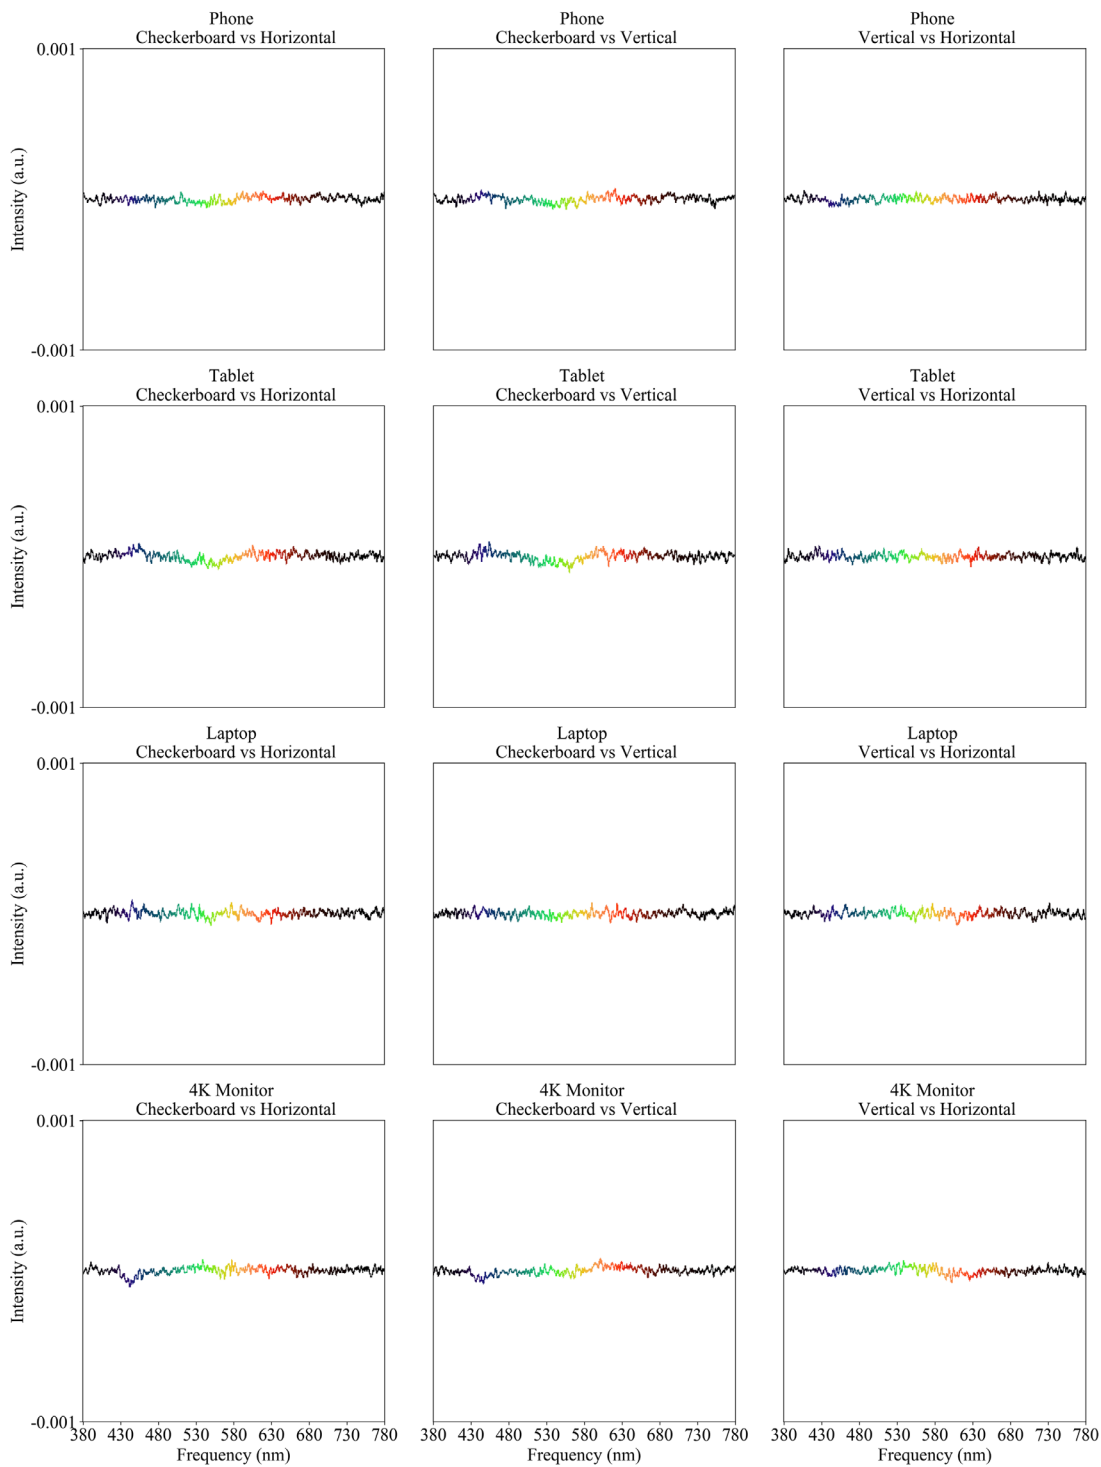 Phone
Checkerboard vs Horizontal
Phone
Checkerboard vs Vertical
Phone
Vertical vs Horizontal
0.001
Intensity (a.u.)
-0.001
Tablet
Checkerboard vs Horizontal
Tablet
Checkerboard vs Vertical
Tablet
Vertical vs Horizontal
0.001
Intensity (a.u.)
-0.001
Laptop
Checkerboard vs Horizontal
Laptop
Checkerboard vs Vertical
Laptop
Vertical vs Horizontal
0.001
Intensity (a.u.)
-0.001
4K Monitor
Checkerboard vs Horizontal
4K Monitor
Checkerboard vs Vertical
4K Monitor
Vertical vs Horizontal
0.001
Intensity (a.u.)
-0.001
380 430 480 530 580 630 680 730 780
Frequency (nm)
380 430 480 530 580 630 680 730 780
Frequency (nm)
380 430 480 530 580 630 680 730 780
Frequency (nm)